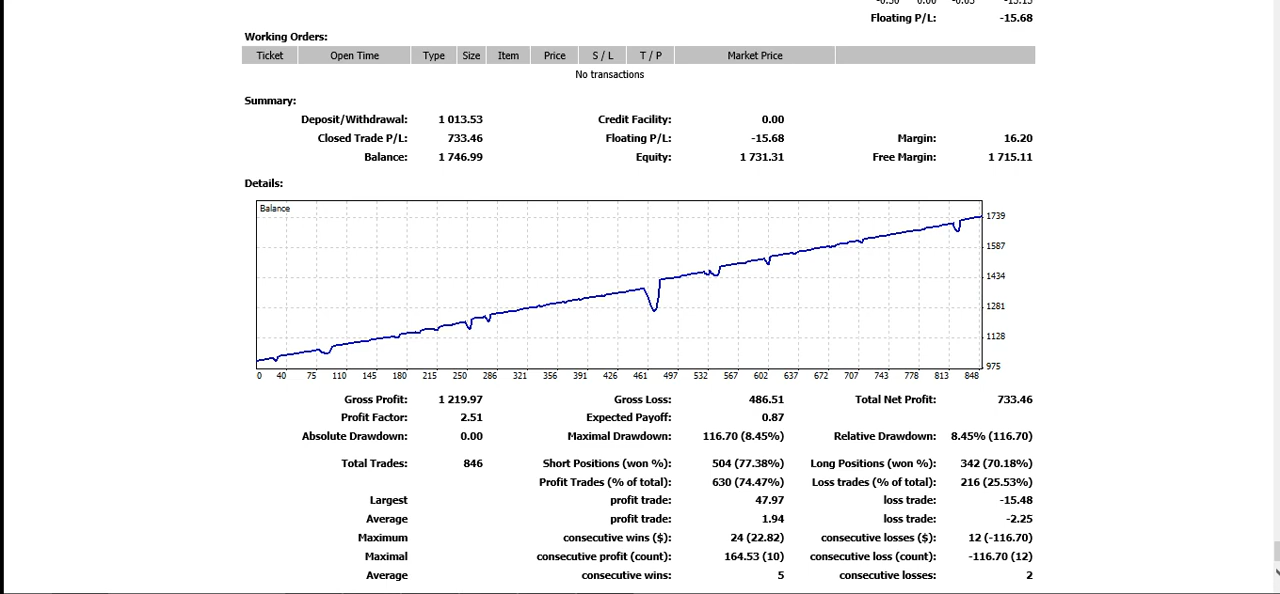 Floating P/L: -15.68
Working Orders:
Ticket Open Time Type Size Item Price S / L T / P Market Price
No transactions
Summary:
Deposit/Withdrawal: 1 013.53 Credit Facility: 0.00
Closed Trade P/L: 733.46 Floating P/L: -15.68 Margin: 16.20
Balance: 1 746.99 Equity: 1 731.31 Free Margin: 1 715.11
Details:
Balance
1739
1587
1434
1281
1128
975
0 40 75 110 145 180 215 250 286 321 356 391 426 461 497 532 567 602 637 672 707 743 778 813 848
Gross Profit: 1 219.97 Gross Loss: 486.51 Total Net Profit: 733.46
Profit Factor: 2.51 Expected Payoff: 0.87
Absolute Drawdown: 0.00 Maximal Drawdown: 116.70 (8.45%) Relative Drawdown: 8.45% (116.70)
Total Trades: 846 Short Positions (won %): 504 (77.38%) Long Positions (won %): 342 (70.18%)
Profit Trades (% of total): 630 (74.47%) Loss trades (% of total): 216 (25.53%)
Largest profit trade: 47.97 loss trade: -15.48
Average profit trade: 1.94 loss trade: -2.25
Maximum consecutive wins ($): 24 (22.82) consecutive losses ($): 12 (-116.70)
Maximal consecutive profit (count): 164.53 (10) consecutive loss (count): -116.70 (12)
Average consecutive wins: 5 consecutive losses: 2